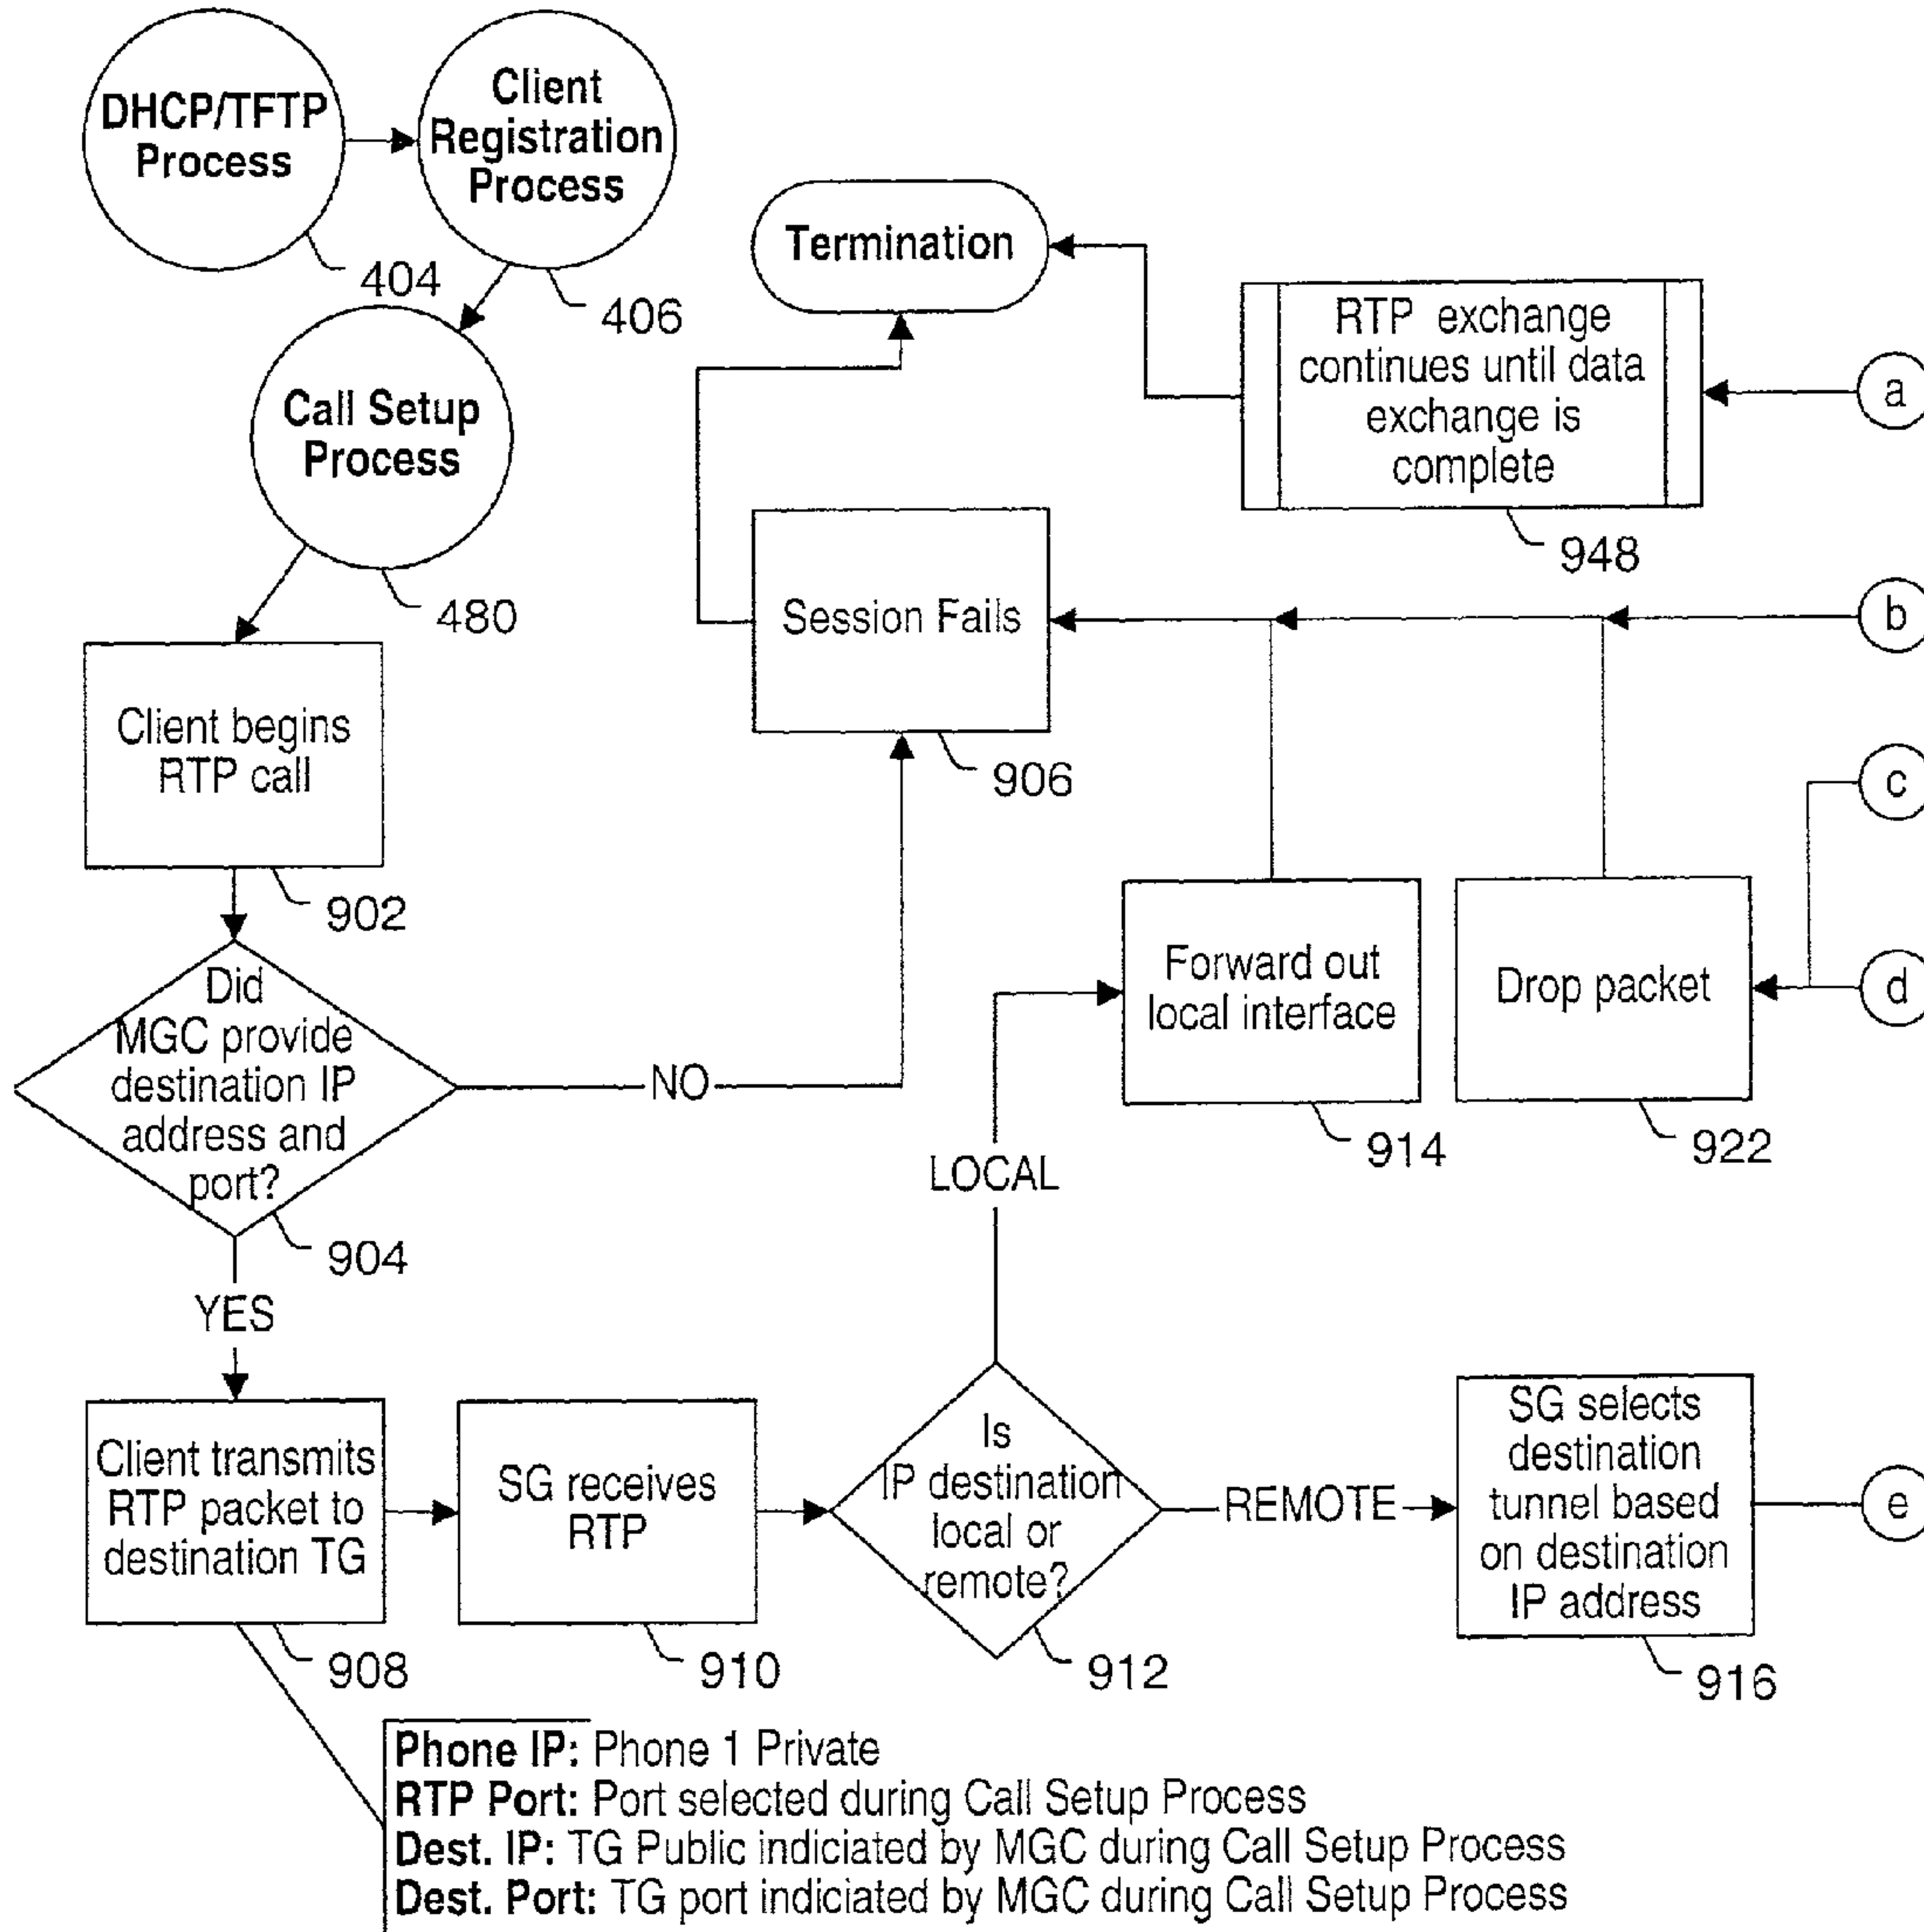 DHCP/TFTP
Process
404
Client
Registration
Process
406
Call Setup
Process
480
Termination
RTP exchange
continues until data
exchange is
complete
948
a
Session Fails
906
b
c
d
Client begins
RTP call
902
Did
MGC provide
destination IP
address and
port?
904
NO
YES
Forward out
local interface
914
Drop packet
922
LOCAL
Client transmits
RTP packet to
destination TG
908
SG receives
RTP
910
Is
IP destination
local or
remote?
912
REMOTE
SG selects
destination
tunnel based
on destination
IP address
916
e
Phone IP: Phone 1 Private
RTP Port: Port selected during Call Setup Process
Dest. IP: TG Public indiciated by MGC during Call Setup Process
Dest. Port: TG port indiciated by MGC during Call Setup Process